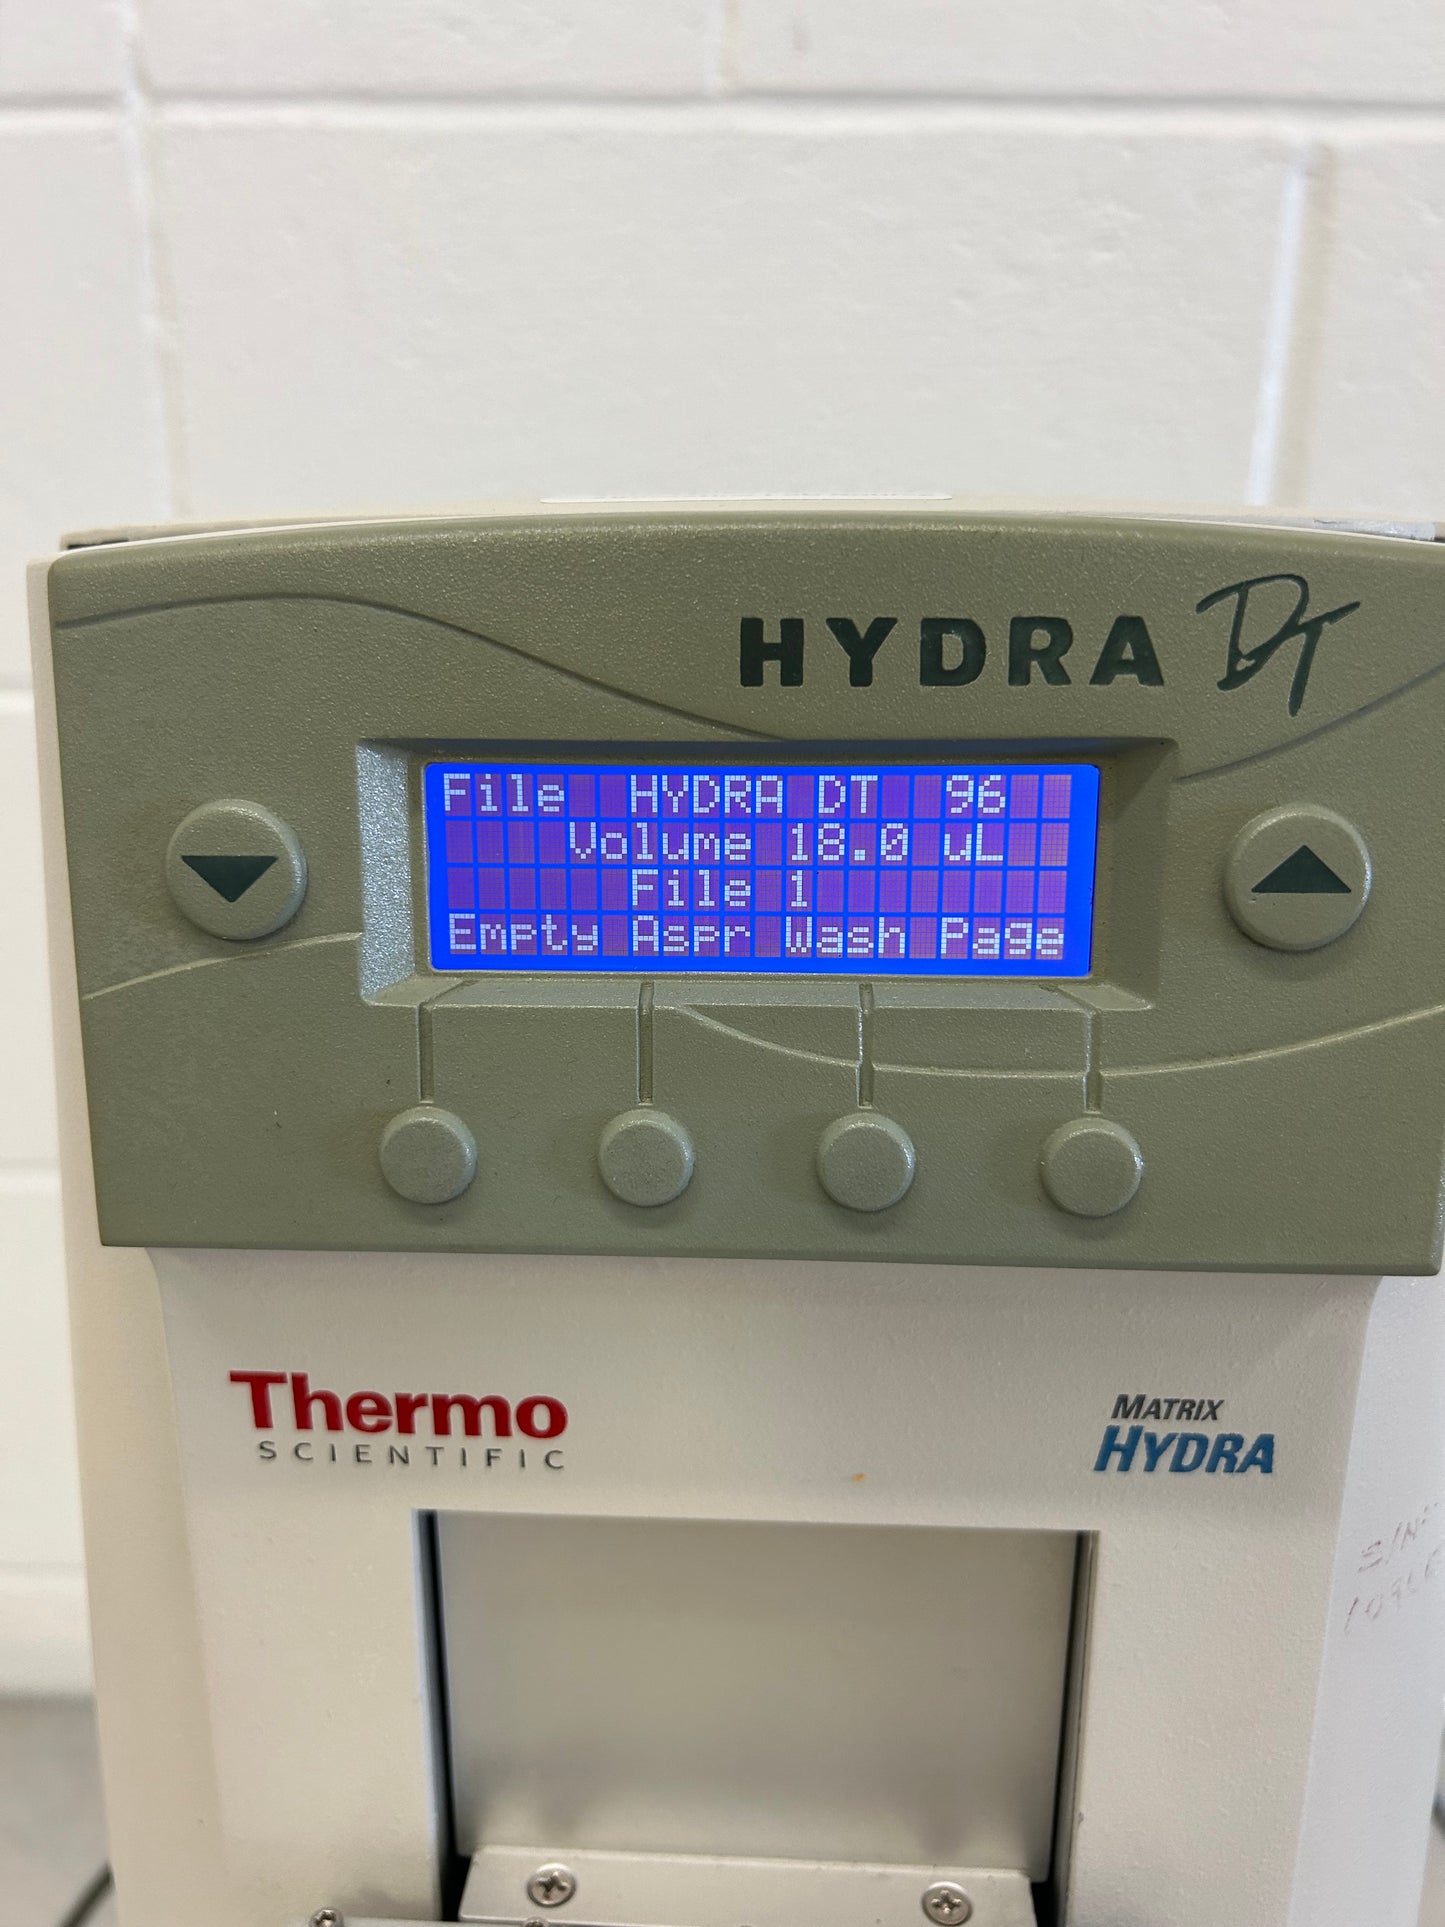 HYDRA DT
File HYDRA DT 96
Volume 18.0 uL
File 1
Empty Aspr Wash Page
Thermo
SCIENTIFIC
MATRIX
HYDRA